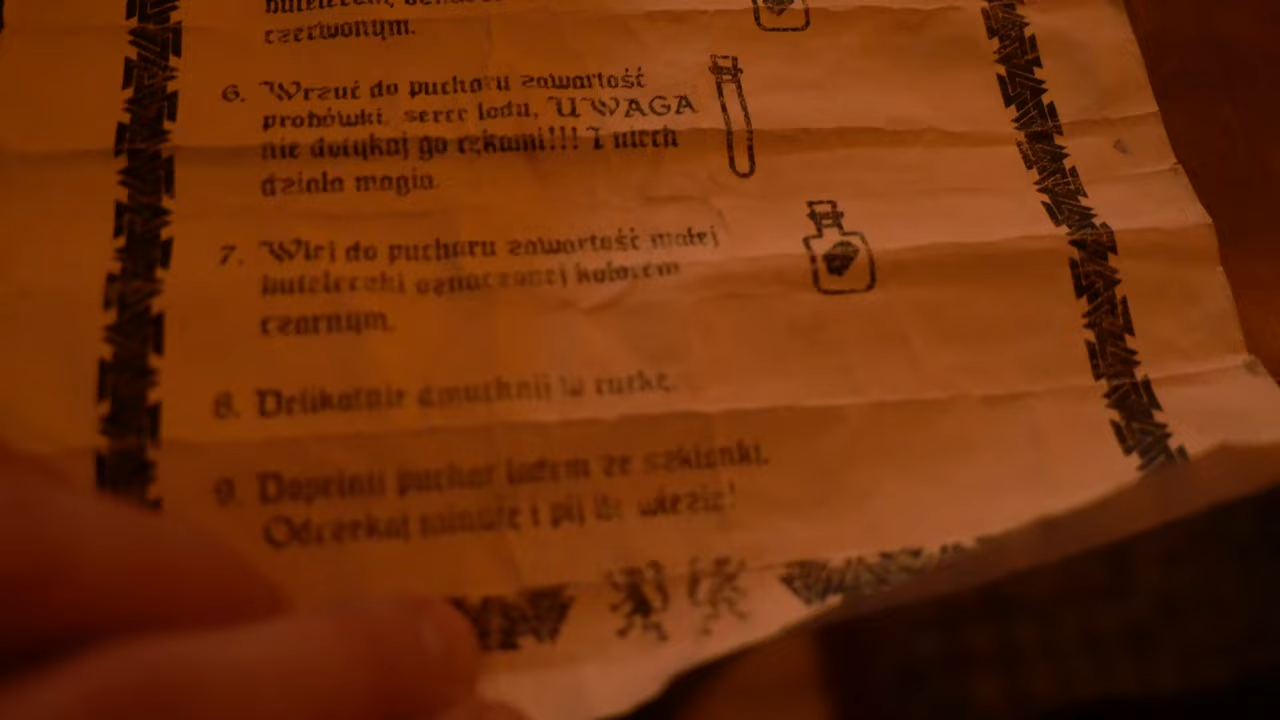 czerwonym.
6. Wrzuć do pucharu zawartość
probówki, serce lodu, UWAGA
nie dotykaj go rękami!!! I niech
działa magia.
7. Wlej do pucharu zawartość małej
buteleczki oznaczonej kolorem
czarnym.
8. Delikatnie dmuchnij w rurkę.
9. Dopełnij puchar lodem ze szklanki.
Odczekaj minutę i pij ile wlezie!